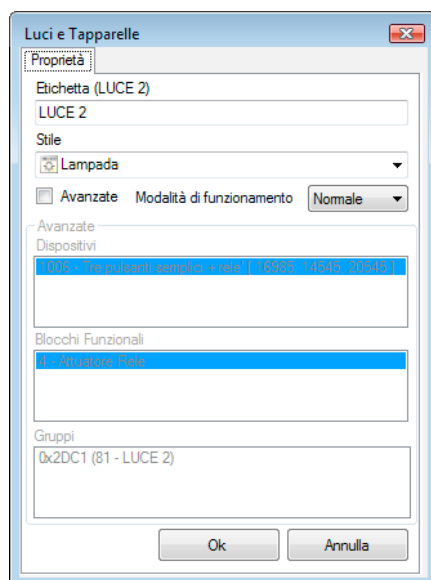 Luci e Tapparelle
Proprietà
Etichetta (LUCE 2)
LUCE 2
Stile
Lampada
Avanzate Modalità di funzionamento Normale
Avanzate
Dispositivi
1006 - Tre pulsanti semplici + rele' [ 16985 14545 20545 ]
Blocchi Funzionali
4 - Attuatore Rele
Gruppi
0x2DC1 (81 - LUCE 2)
Ok Annulla